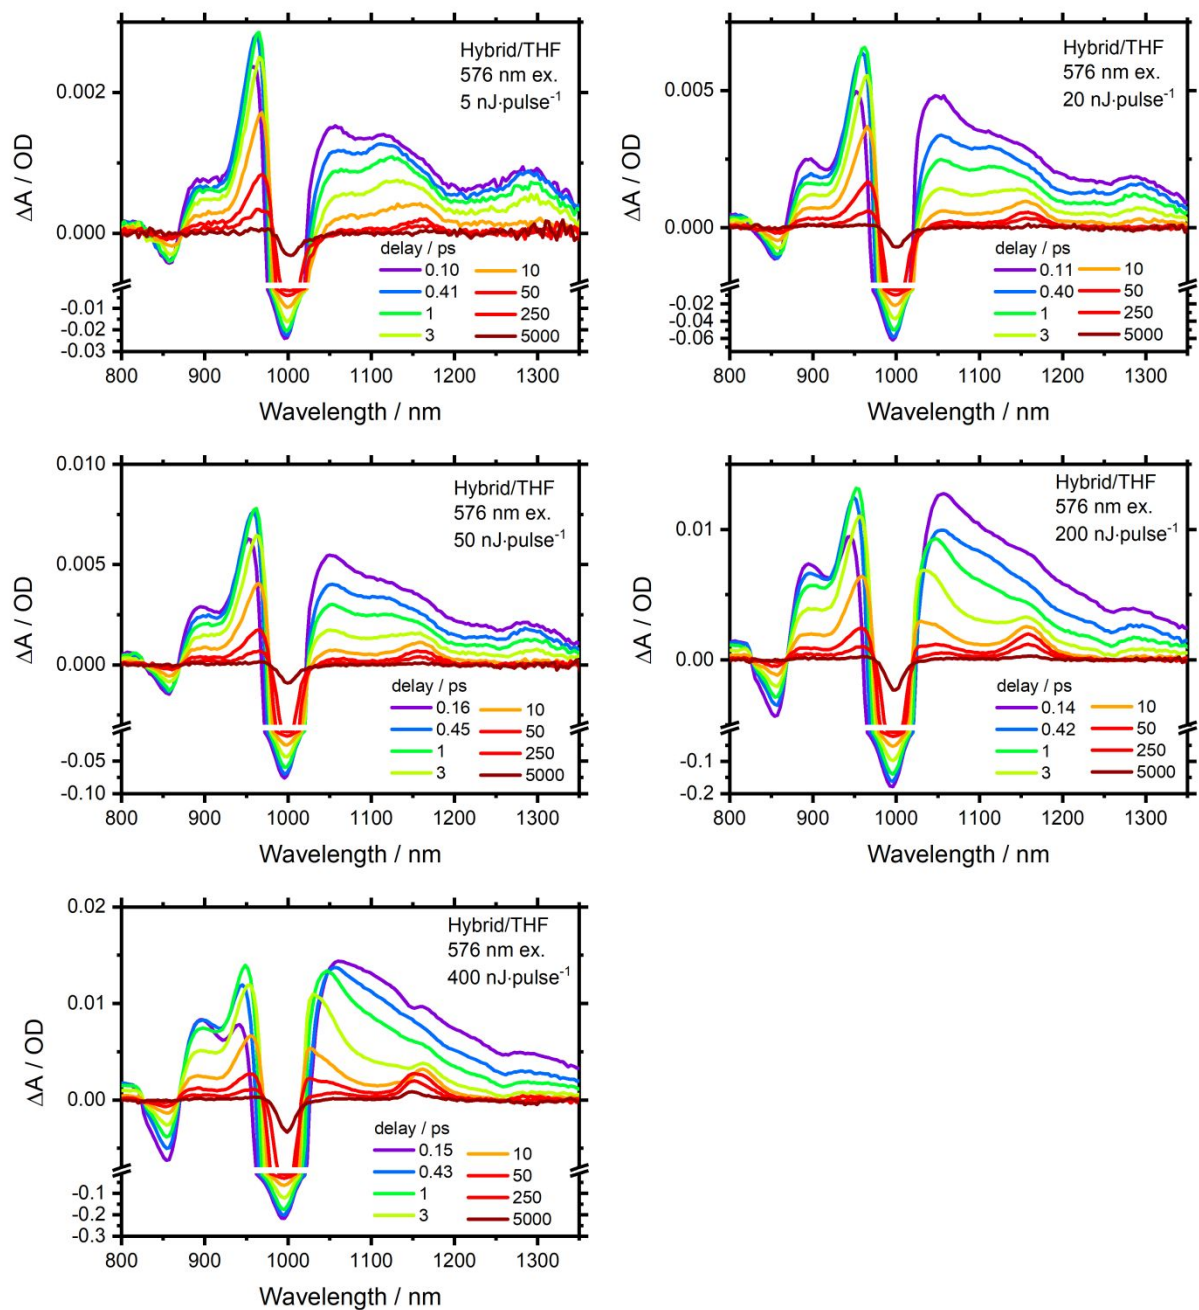 Hybrid/THF
576 nm ex.
5 nJ·pulse⁻¹
ΔA / OD
0.002
0.000
-0.01
-0.02
-0.03
delay / ps
0.10 10
0.41 50
1 250
3 5000
800 900 1000 1100 1200 1300
Wavelength / nm
Hybrid/THF
576 nm ex.
20 nJ·pulse⁻¹
ΔA / OD
0.005
0.000
-0.02
-0.04
-0.06
delay / ps
0.11 10
0.40 50
1 250
3 5000
800 900 1000 1100 1200 1300
Wavelength / nm
Hybrid/THF
576 nm ex.
50 nJ·pulse⁻¹
ΔA / OD
0.010
0.005
0.000
-0.05
-0.10
delay / ps
0.16 10
0.45 50
1 250
3 5000
800 900 1000 1100 1200 1300
Wavelength / nm
Hybrid/THF
576 nm ex.
200 nJ·pulse⁻¹
ΔA / OD
0.01
0.00
-0.1
-0.2
delay / ps
0.14 10
0.42 50
1 250
3 5000
800 900 1000 1100 1200 1300
Wavelength / nm
Hybrid/THF
576 nm ex.
400 nJ·pulse⁻¹
ΔA / OD
0.02
0.01
0.00
-0.1
-0.2
-0.3
delay / ps
0.15 10
0.43 50
1 250
3 5000
800 900 1000 1100 1200 1300
Wavelength / nm